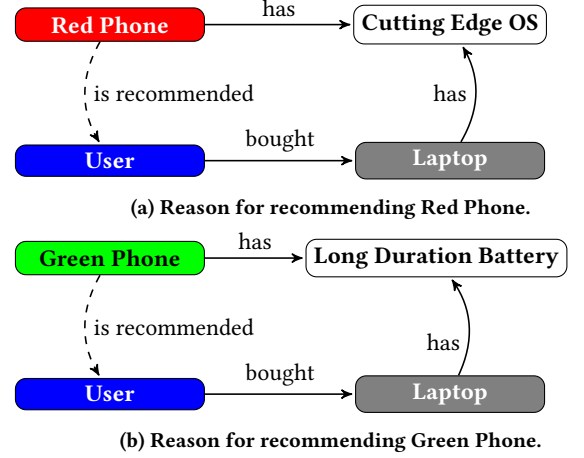 has
Red Phone
Cutting Edge OS
is recommended
has
bought
User
Laptop
(a) Reason for recommending Red Phone.
has
Green Phone
Long Duration Battery
is recommended
has
bought
User
Laptop
(b) Reason for recommending Green Phone.